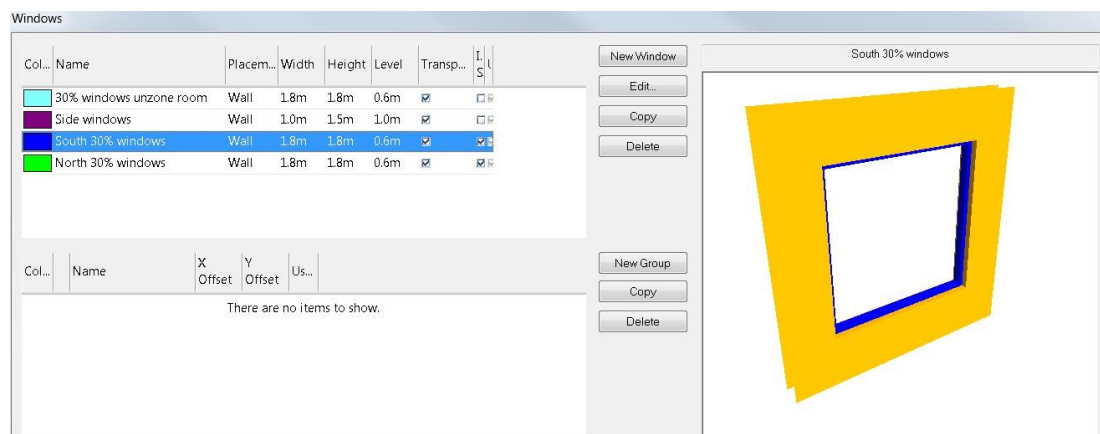 Windows
Col... Name Placem... Width Height Level Transp... I. S
30% windows unzone room Wall 1.8m 1.8m 0.6m
Side windows Wall 1.0m 1.5m 1.0m
South 30% windows Wall 1.8m 1.8m 0.6m
North 30% windows Wall 1.8m 1.8m 0.6m
New Window
Edit...
Copy
Delete
Col... Name X Offset Y Offset Us...
There are no items to show.
New Group
Copy
Delete
South 30% windows